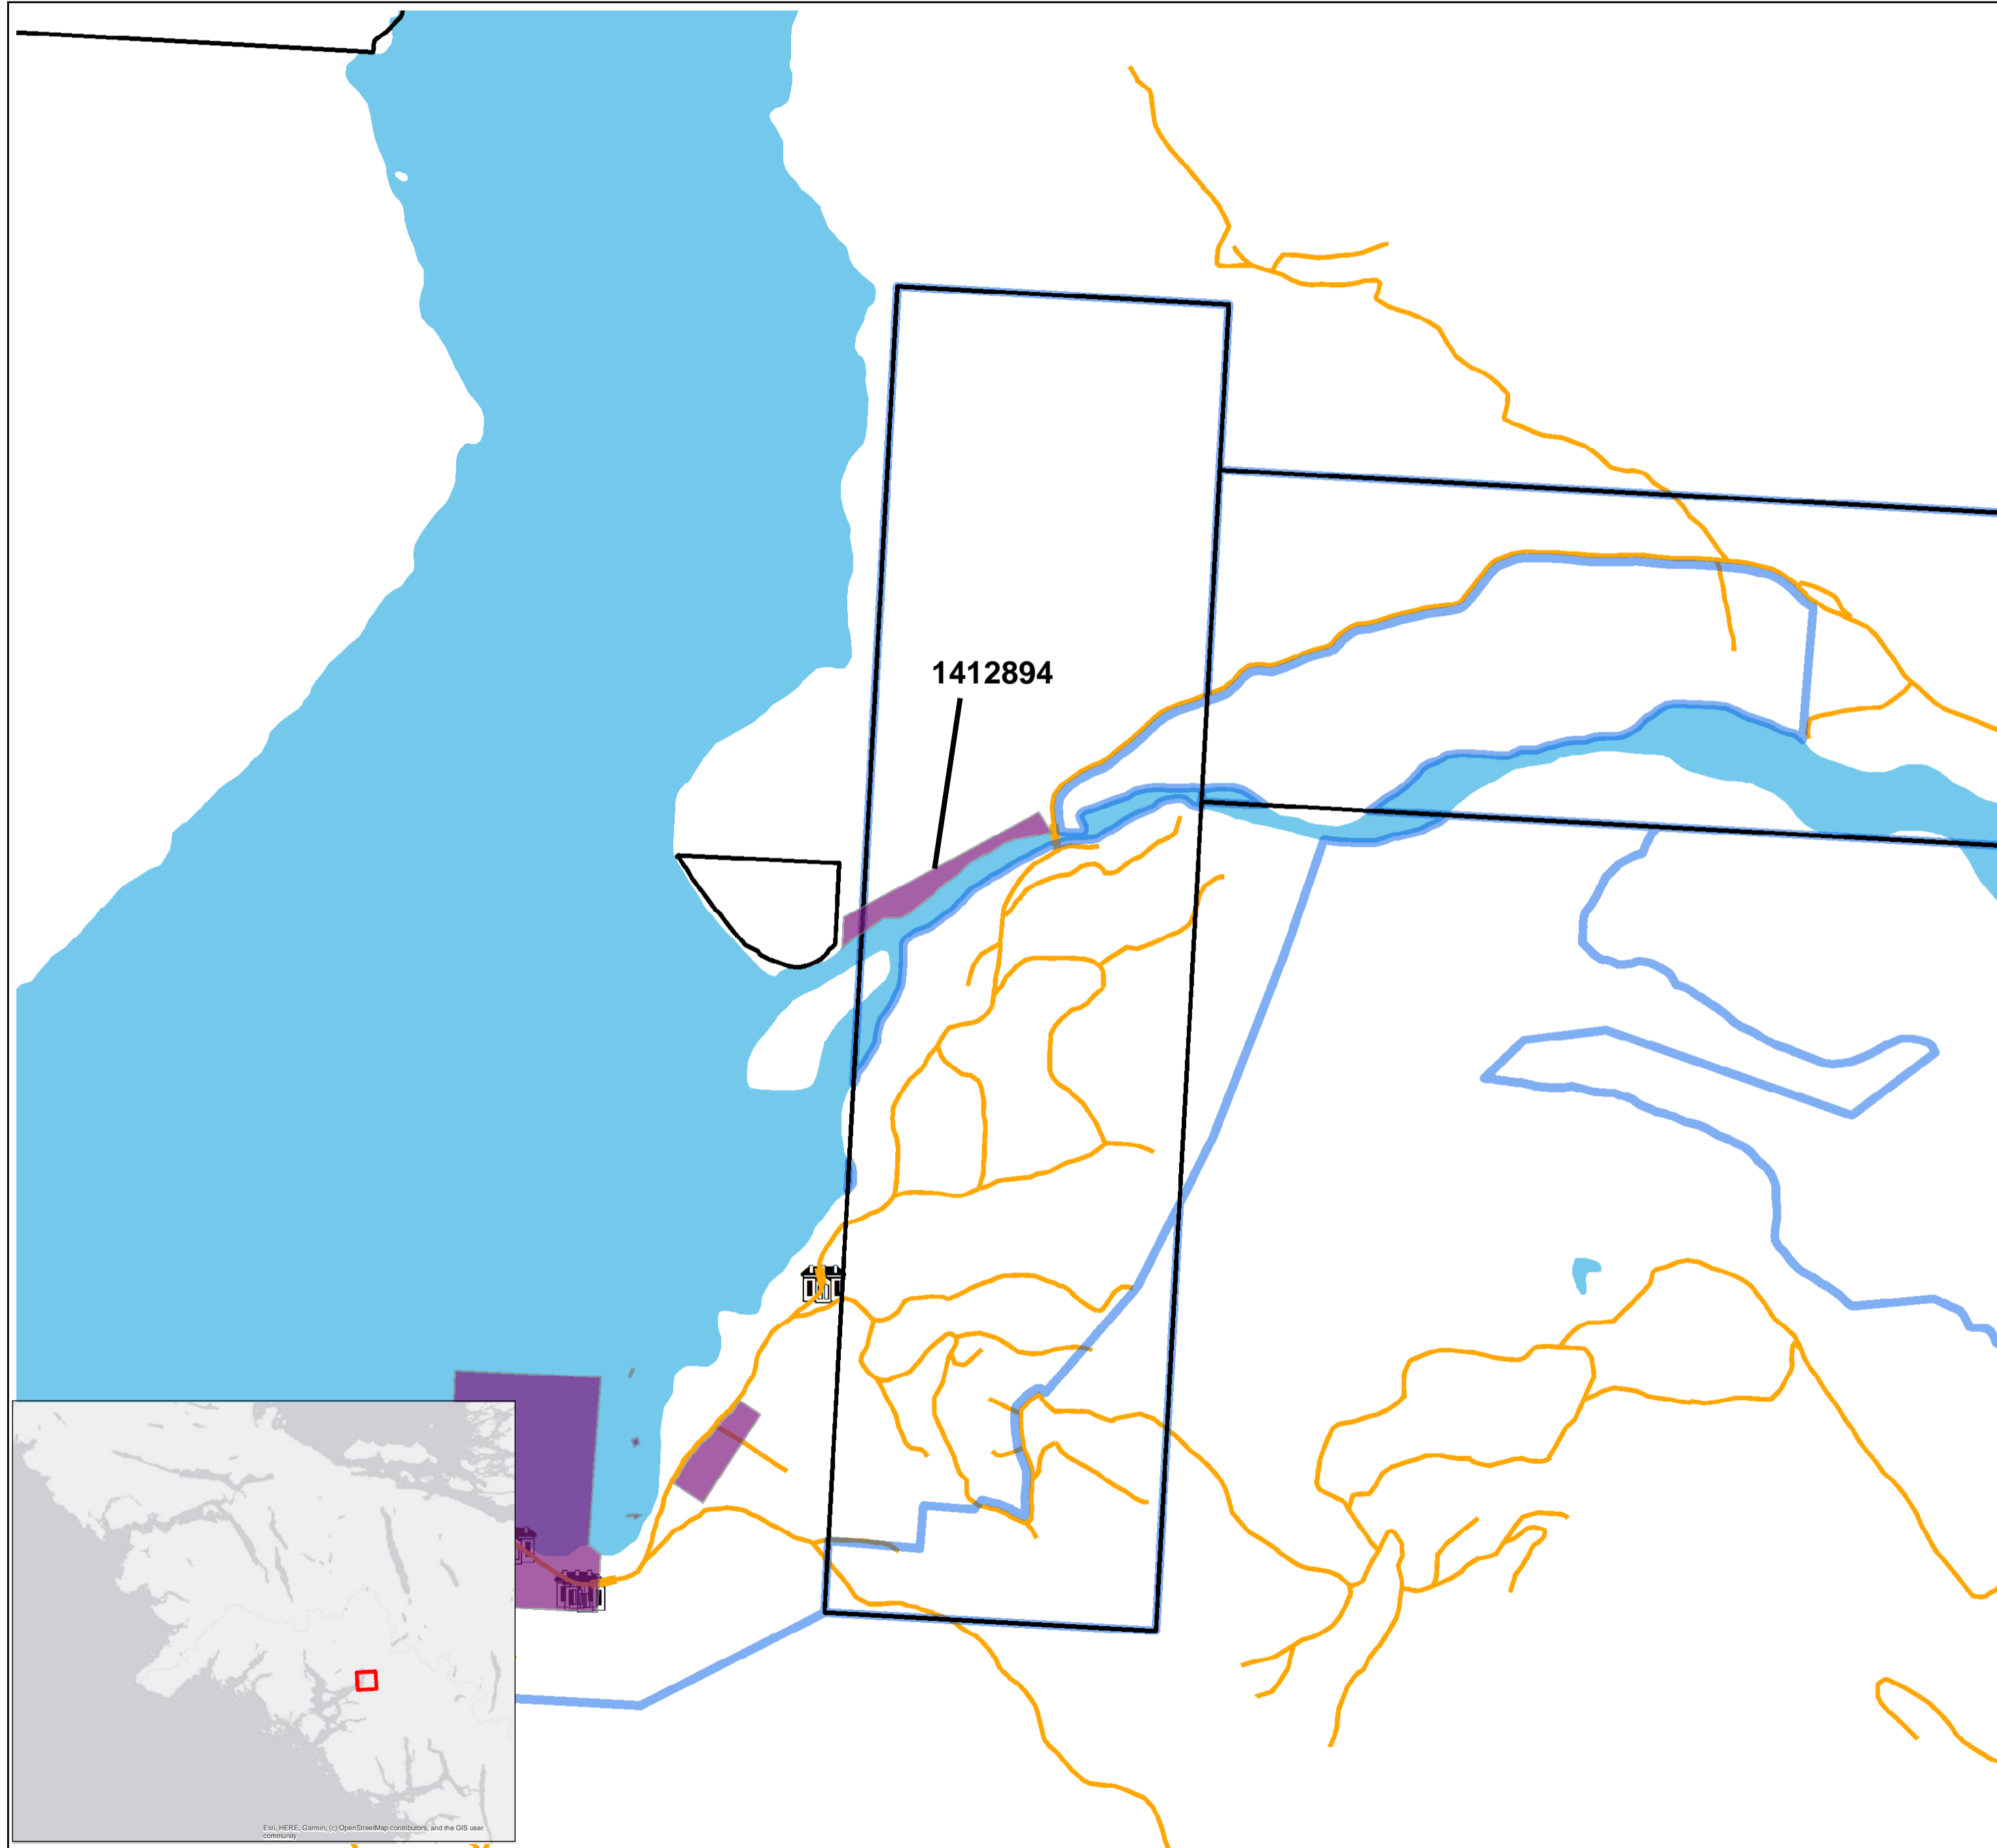 1412894
Esri, HERE, Garmin, (c) OpenStreetMap contributors, and the GIS user
community